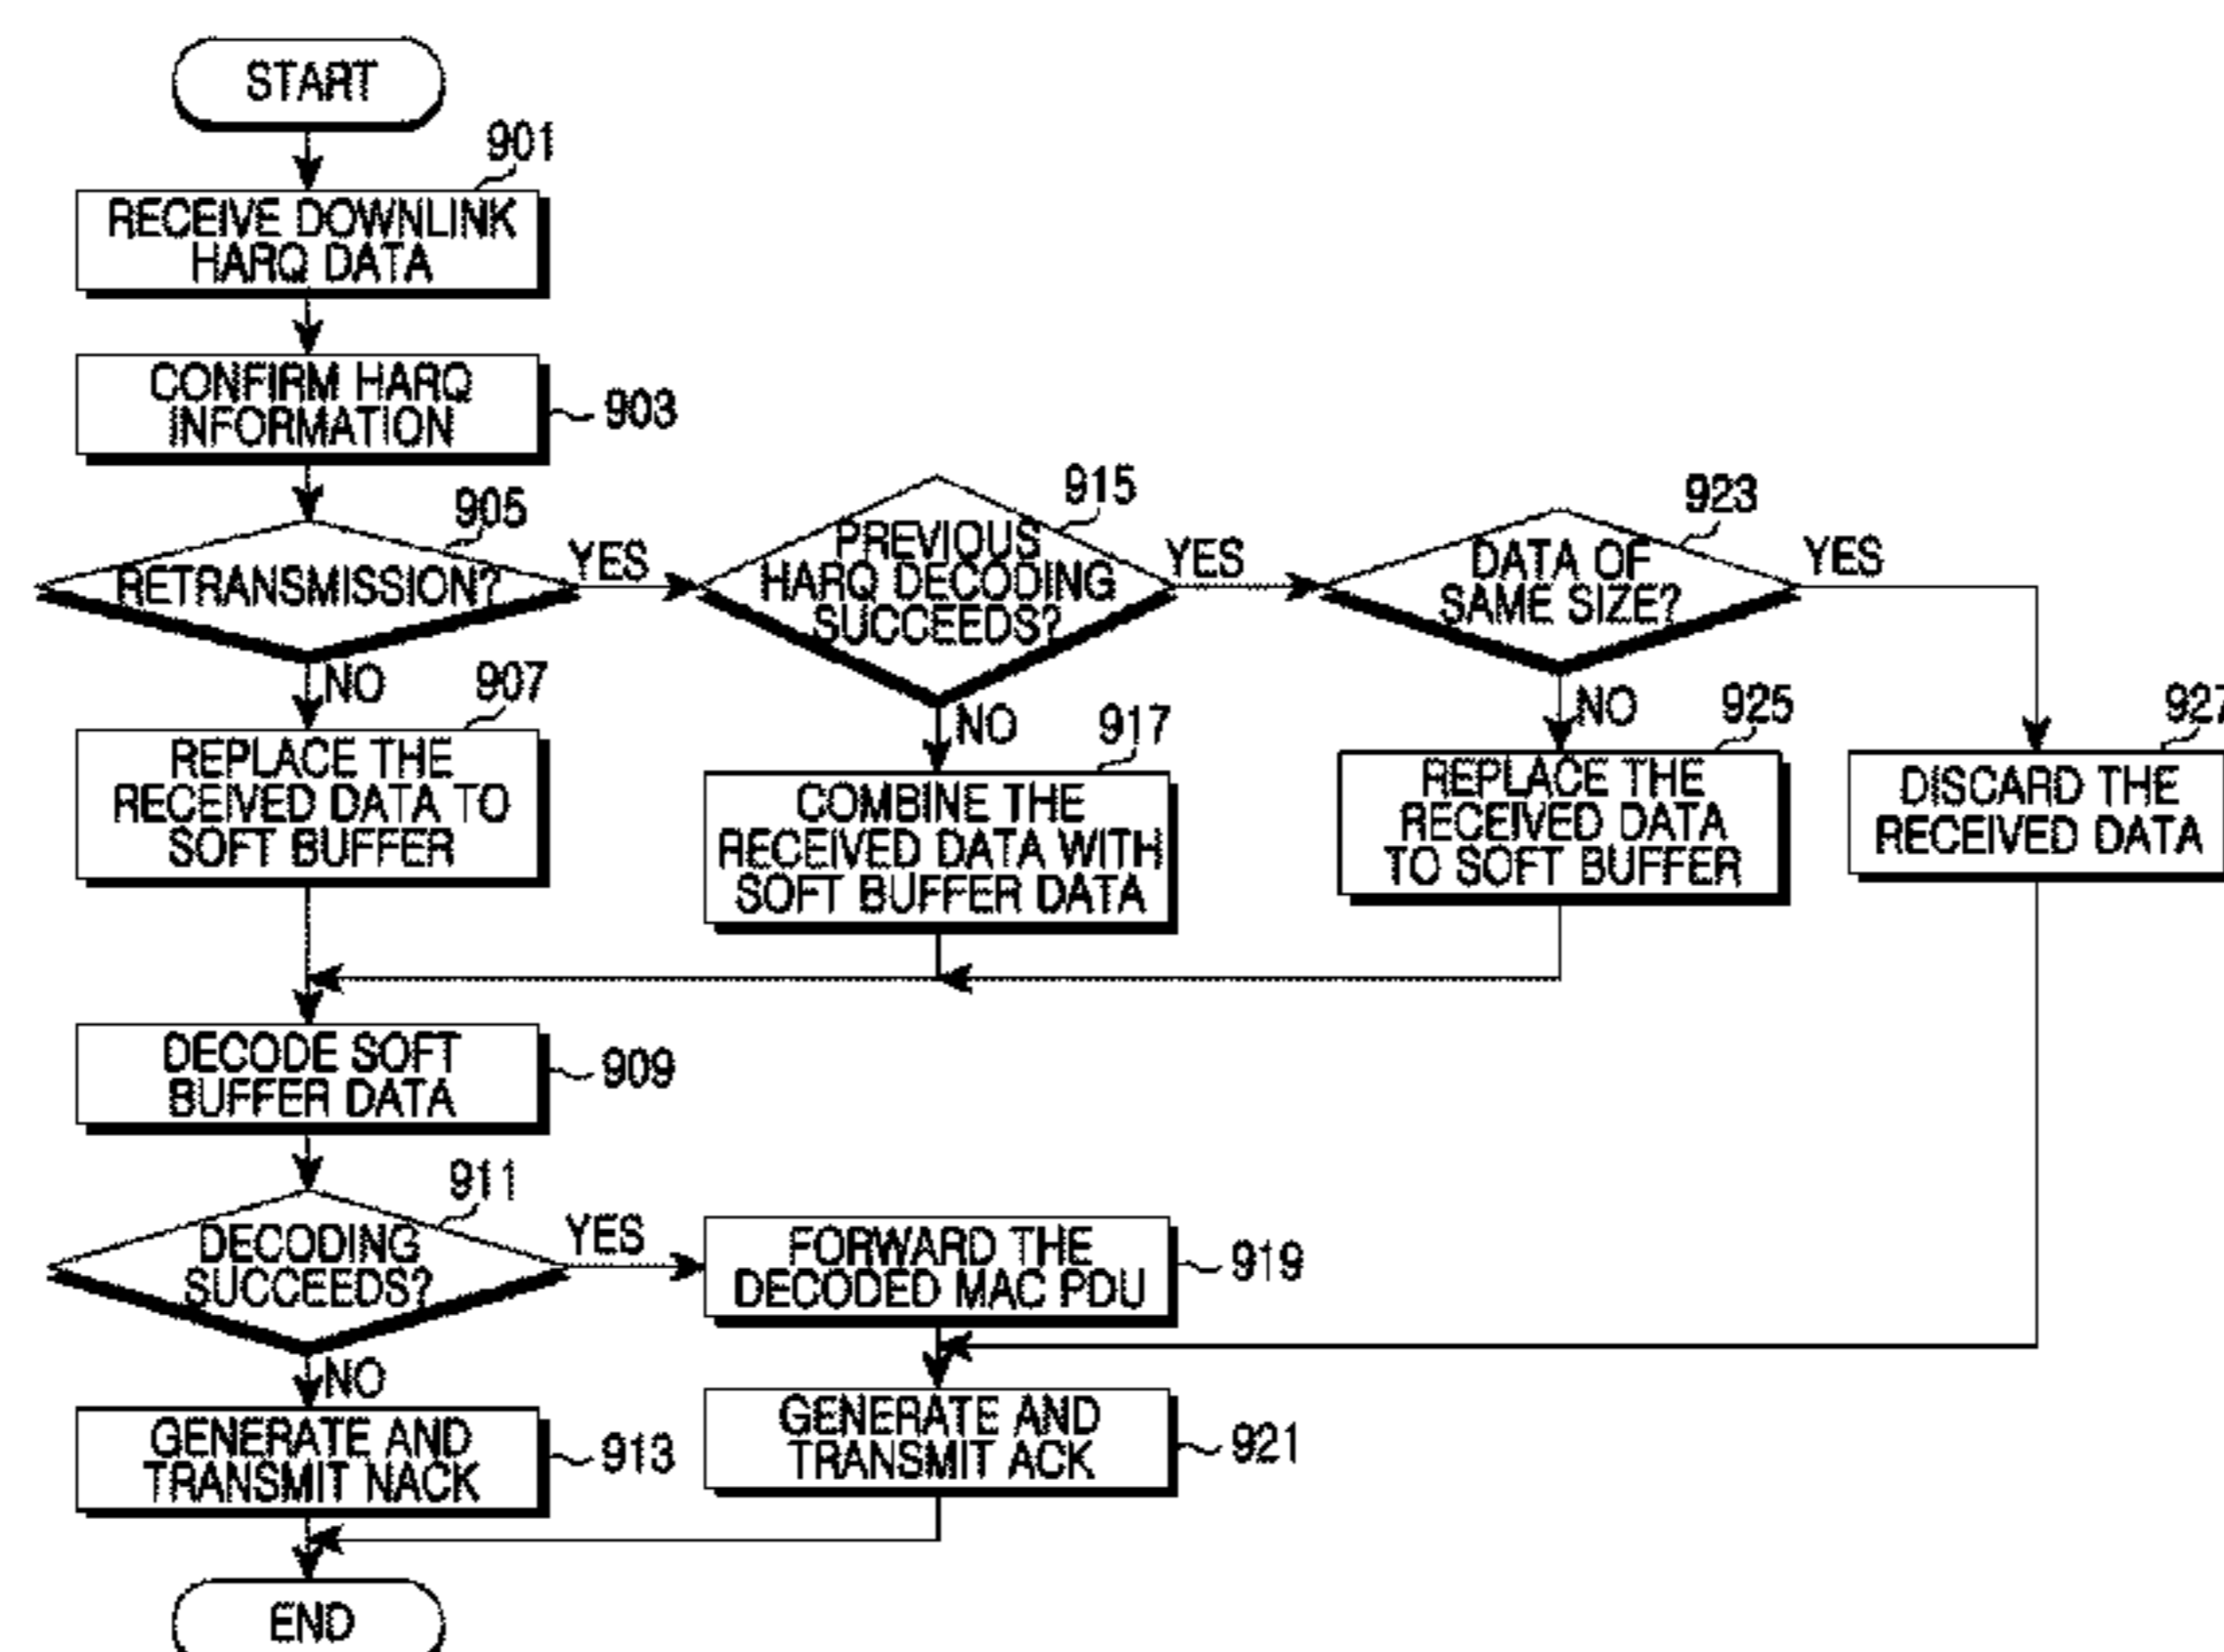 START
901
RECEIVE DOWNLINK
HARQ DATA
CONFIRM HARQ
INFORMATION
903
905
RETRANSMISSION?
YES
NO
915
PREVIOUS
HARQ DECODING
SUCCEEDS?
YES
NO
923
DATA OF
SAME SIZE?
YES
NO
907
REPLACE THE
RECEIVED DATA TO
SOFT BUFFER
917
COMBINE THE
RECEIVED DATA WITH
SOFT BUFFER DATA
925
REPLACE THE
RECEIVED DATA
TO SOFT BUFFER
927
DISCARD THE
RECEIVED DATA
DECODE SOFT
BUFFER DATA
909
911
DECODING
SUCCEEDS?
YES
NO
FORWARD THE
DECODED MAC PDU
919
GENERATE AND
TRANSMIT NACK
913
GENERATE AND
TRANSMIT ACK
921
END